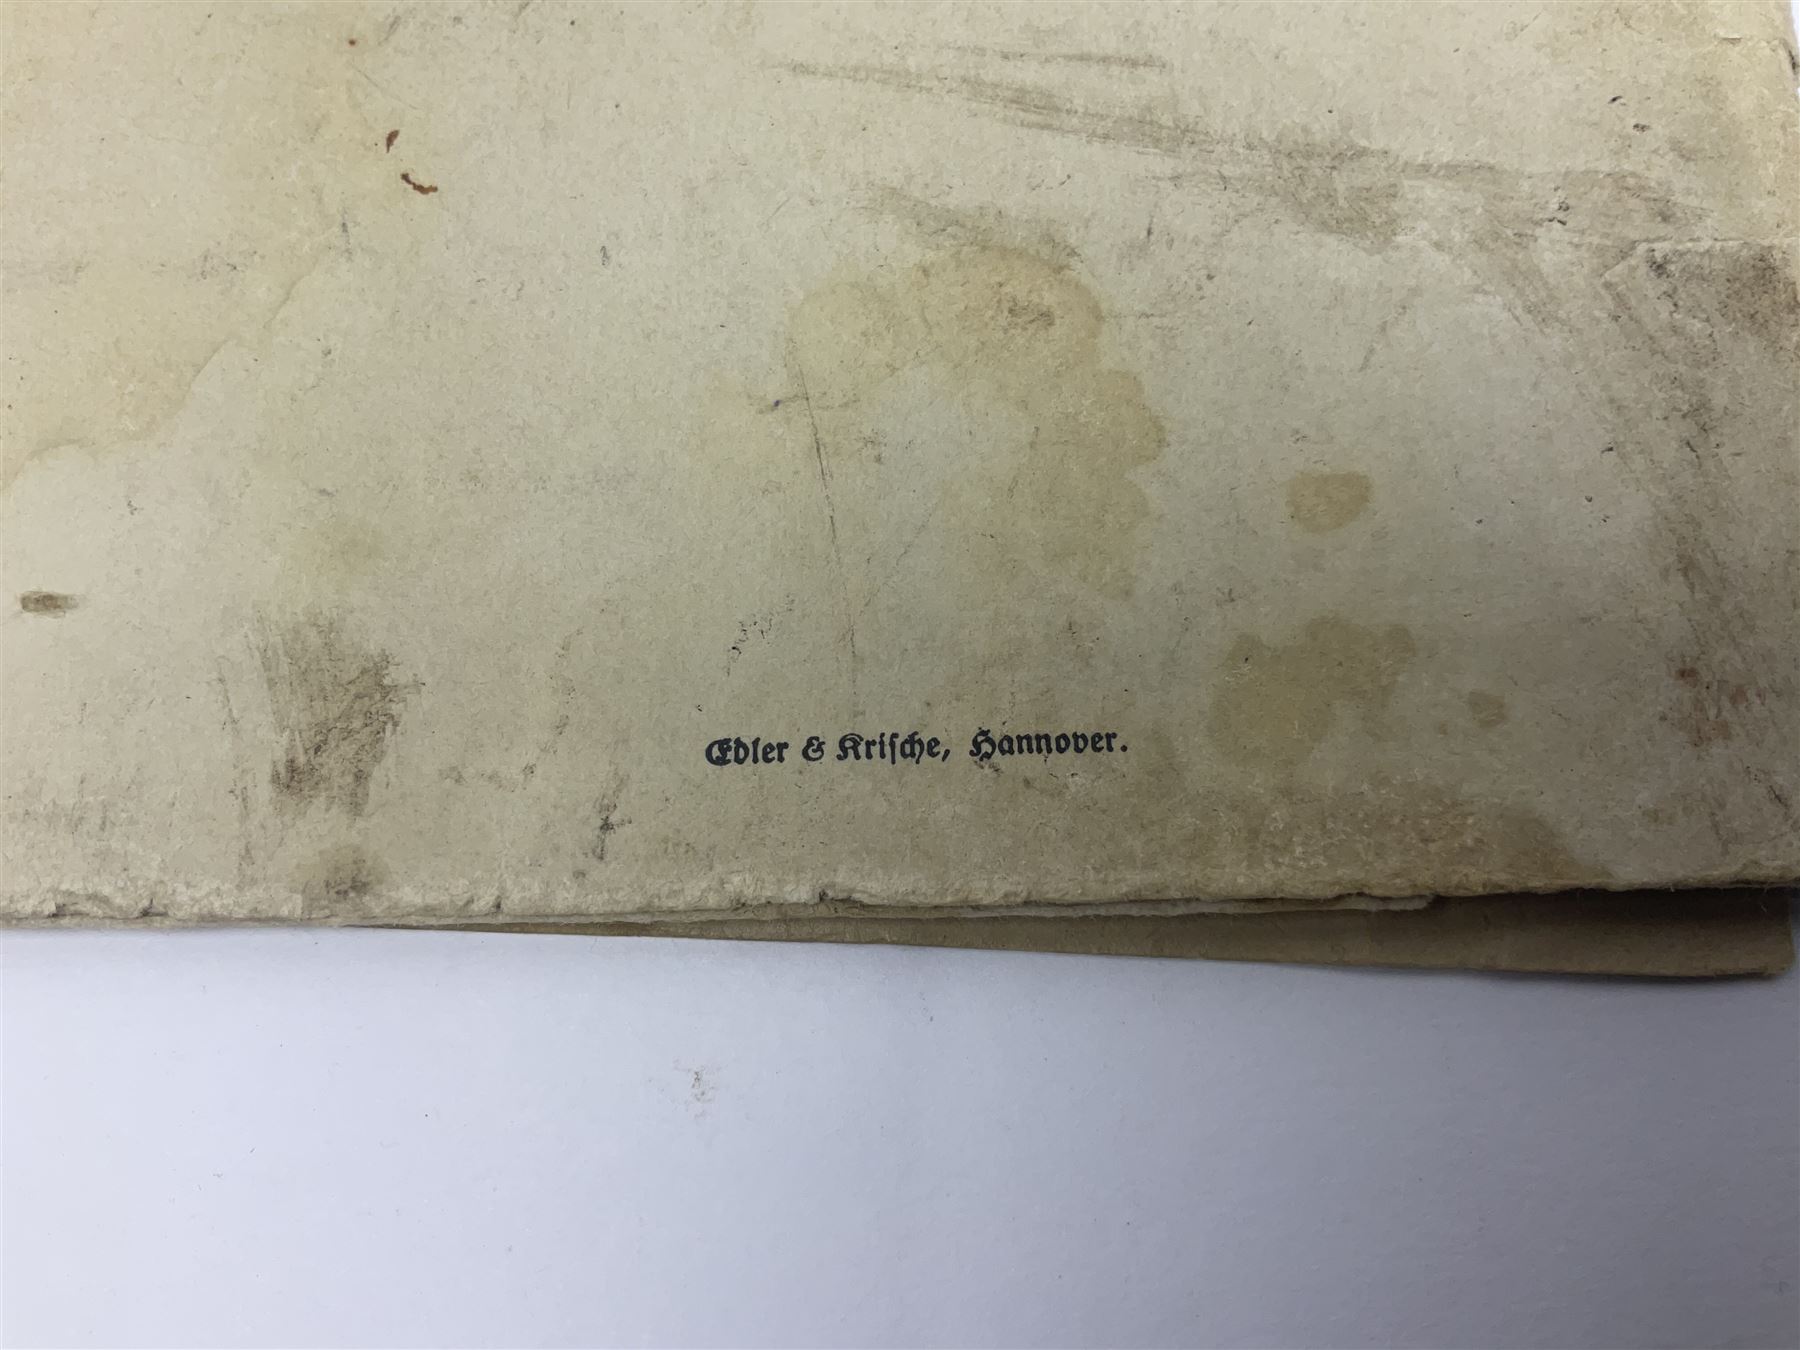 Edler & Krische, Hannover.